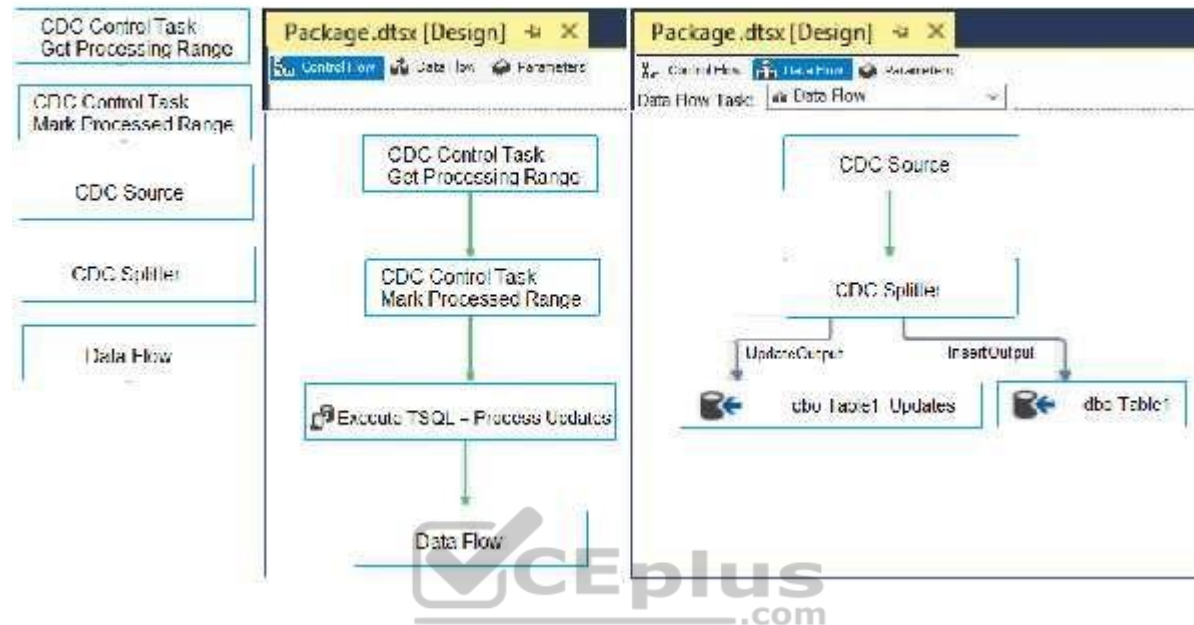 CDC Control Task
Get Processing Range
CDC Control Task
Mark Processed Range
CDC Source
CDC Splitter
Data Flow
Package.dtsx [Design]
Control Flow Data Flow Parameters
CDC Control Task
Get Processing Range
CDC Control Task
Mark Processed Range
Execute TSQL – Process Updates
Data Flow
Package.dtsx [Design]
Control Flow Data Flow Parameters
Data Flow Task: Data Flow
CDC Source
CDC Splitter
UpdateOutput InsertOutput
dbo Table1 Updates
dbo Table1
CEplus
.com